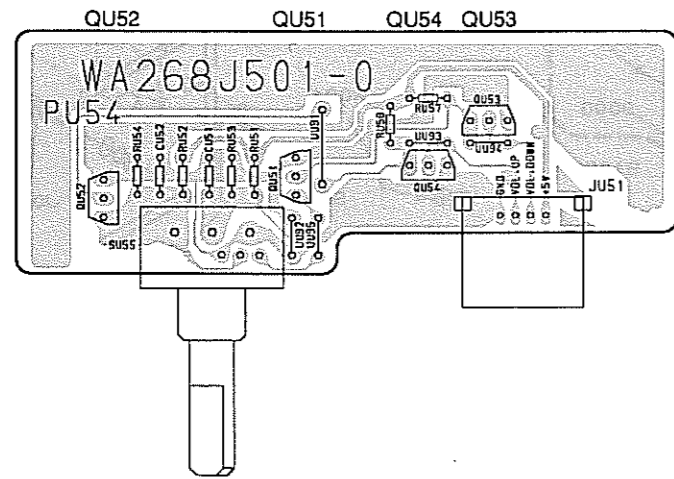 QU52 QU51 QU54 QU53
WA268J501-0
PU54
RU54
CU52
RU52
CU51
RU53
RU51
UU91
RU58
RU57
QU53
UU93
UU94
QU52
QU51
QU54
GND
VOL.UP
VOL.DOWN
+5V
JU51
SU55
UU92
UU95